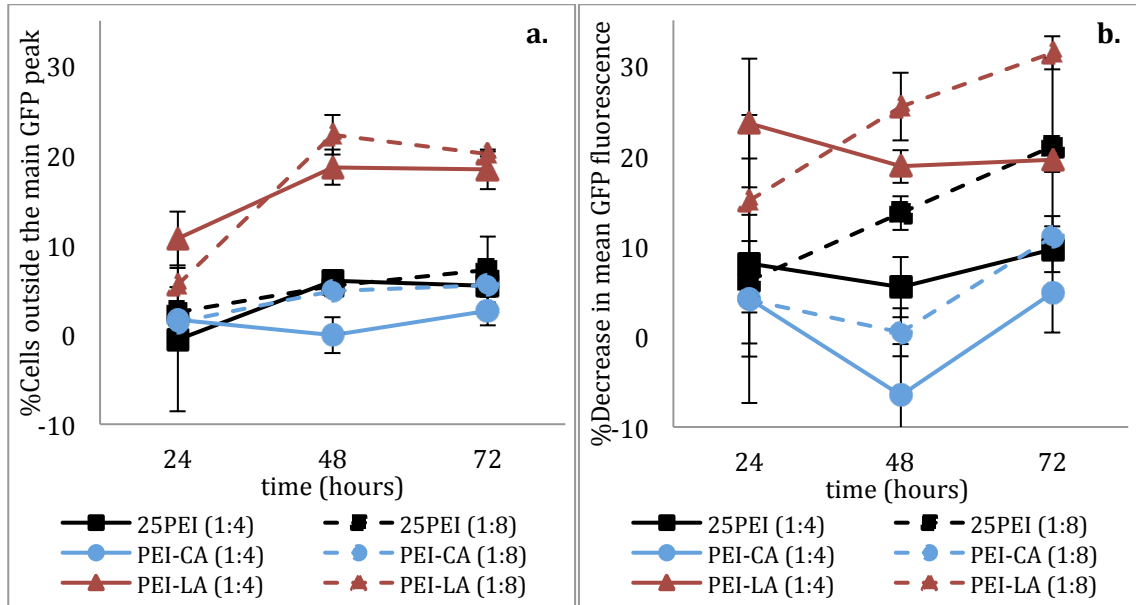 a.
%Cells outside the main GFP peak
30
20
10
0
-10
24 48 72
time (hours)
25PEI (1:4) 25PEI (1:8)
PEI-CA (1:4) PEI-CA (1:8)
PEI-LA (1:4) PEI-LA (1:8)
b.
%Decrease in mean GFP fluorescence
30
20
10
0
-10
24 48 72
time (hours)
25PEI (1:4) 25PEI (1:8)
PEI-CA (1:4) PEI-CA (1:8)
PEI-LA (1:4) PEI-LA (1:8)